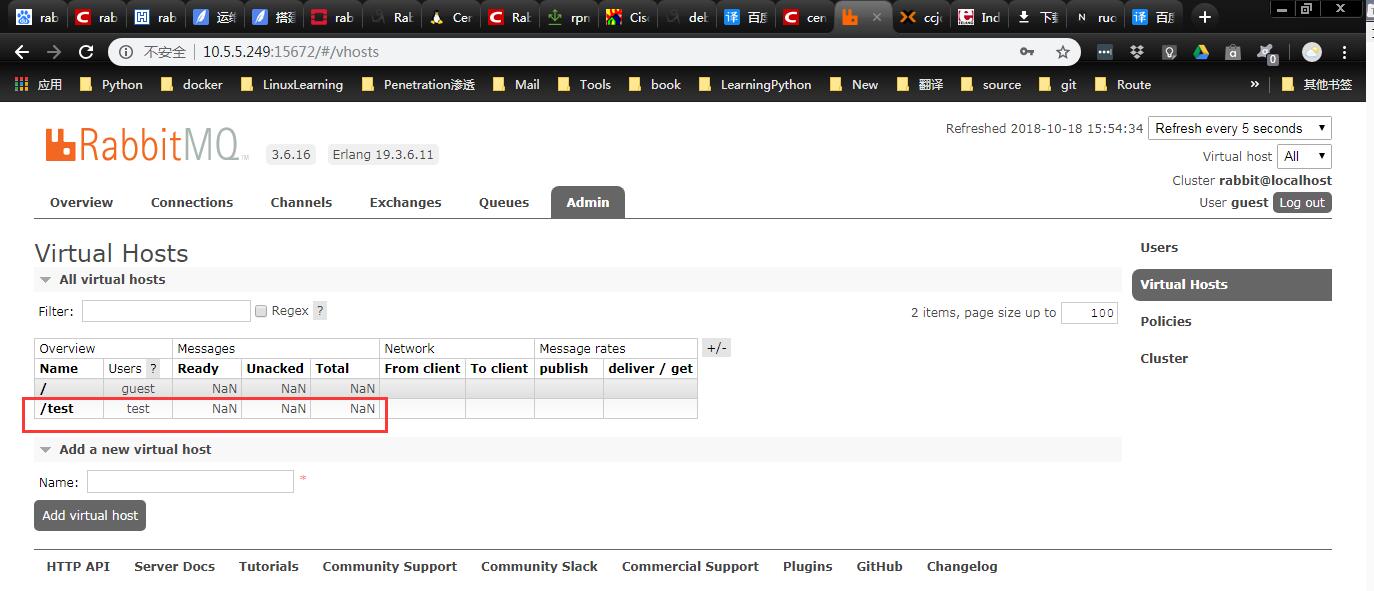 rab rab rab 运维 搭建 rab Rab Cer Rab rpn Cisc det 百度 cen ccjc Ind 下载 ruc 百度
不安全 10.5.5.249:15672/#/vhosts
应用 Python docker LinuxLearning Penetration渗透 Mail Tools book LearningPython New 翻译 source git Route » 其他书签
RabbitMQ TM 3.6.16 Erlang 19.3.6.11
Refreshed 2018-10-18 15:54:34 Refresh every 5 seconds
Virtual host All
Cluster rabbit@localhost
User guest Log out
Overview Connections Channels Exchanges Queues Admin
Virtual Hosts
All virtual hosts
Filter: Regex ? 2 items, page size up to 100
Overview Messages Network Message rates +/-
Name Users ? Ready Unacked Total From client To client publish deliver / get
/ guest NaN NaN NaN
/test test NaN NaN NaN
Add a new virtual host
Name: *
Add virtual host
Users
Virtual Hosts
Policies
Cluster
HTTP API Server Docs Tutorials Community Support Community Slack Commercial Support Plugins GitHub Changelog